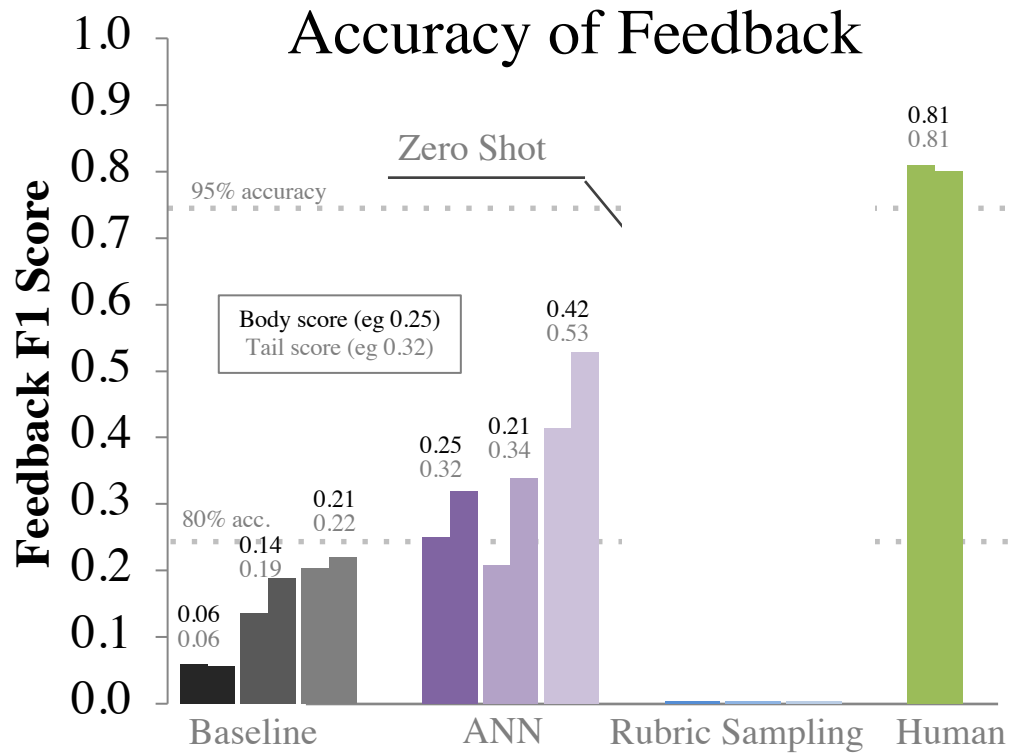 Accuracy of Feedback
Feedback F1 Score
1.0
0.9
0.8
0.7
0.6
0.5
0.4
0.3
0.2
0.1
0.0
Zero Shot
95% accuracy
80% acc.
Body score (eg 0.25)
Tail score (eg 0.32)
0.06
0.06
0.14
0.19
0.21
0.22
0.25
0.32
0.21
0.34
0.42
0.53
0.81
0.81
Baseline
ANN
Rubric Sampling
Human